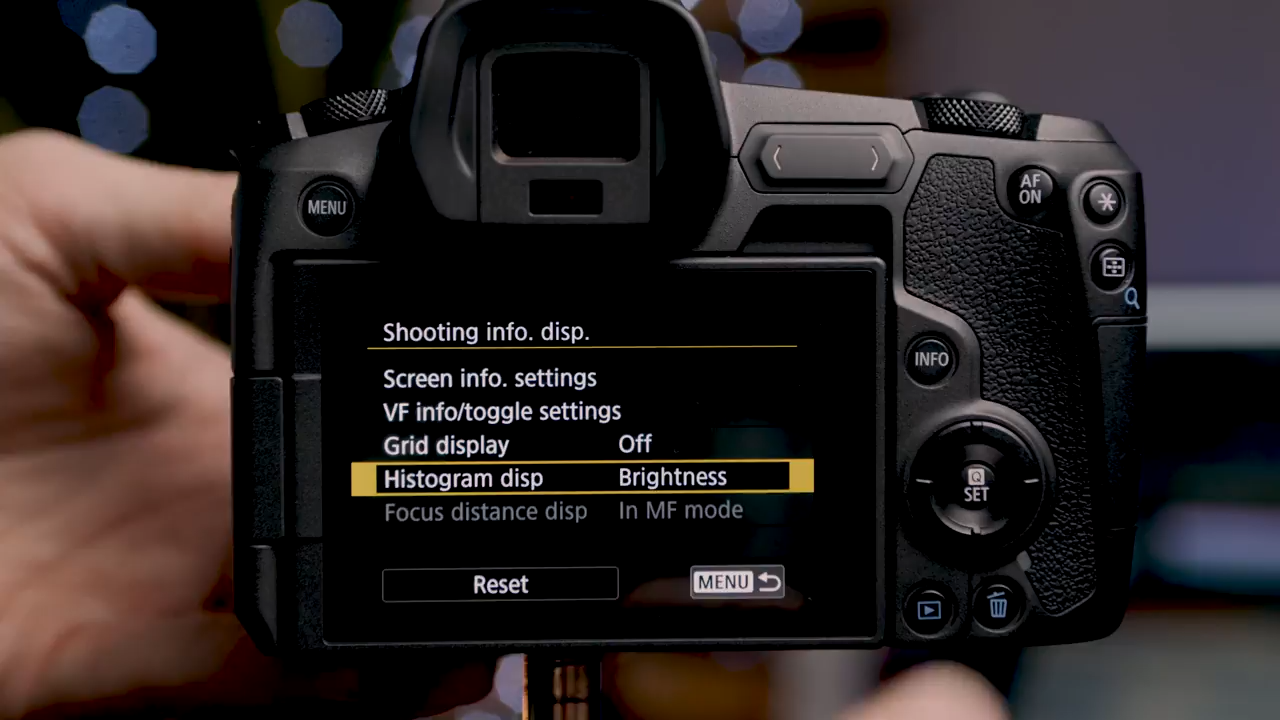 MENU
AF
ON
INFO
Q
SET
Shooting info. disp.
Screen info. settings
VF info/toggle settings
Grid display Off
Histogram disp Brightness
Focus distance disp In MF mode
Reset MENU